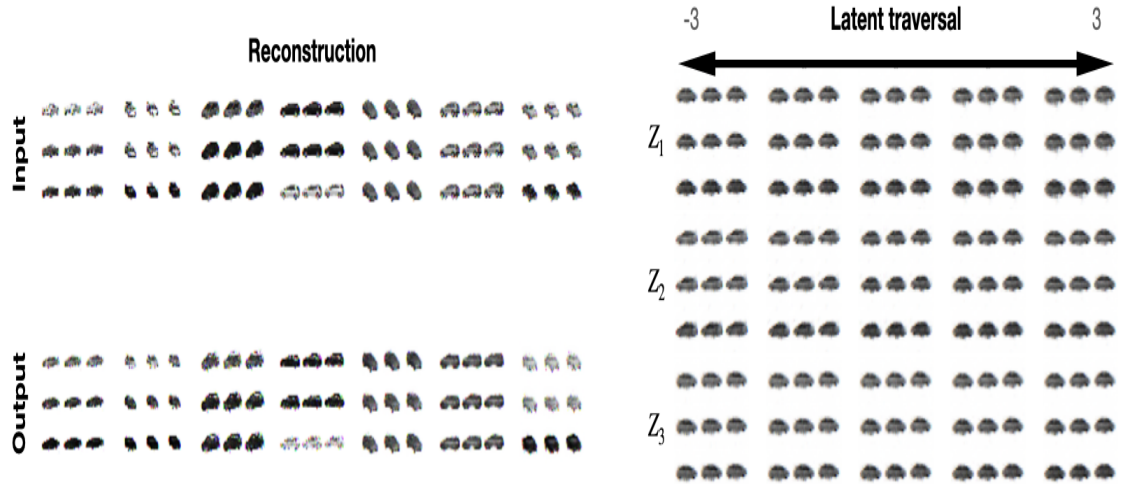 Reconstruction
Input
Output
-3 Latent traversal 3
Z1
Z2
Z3